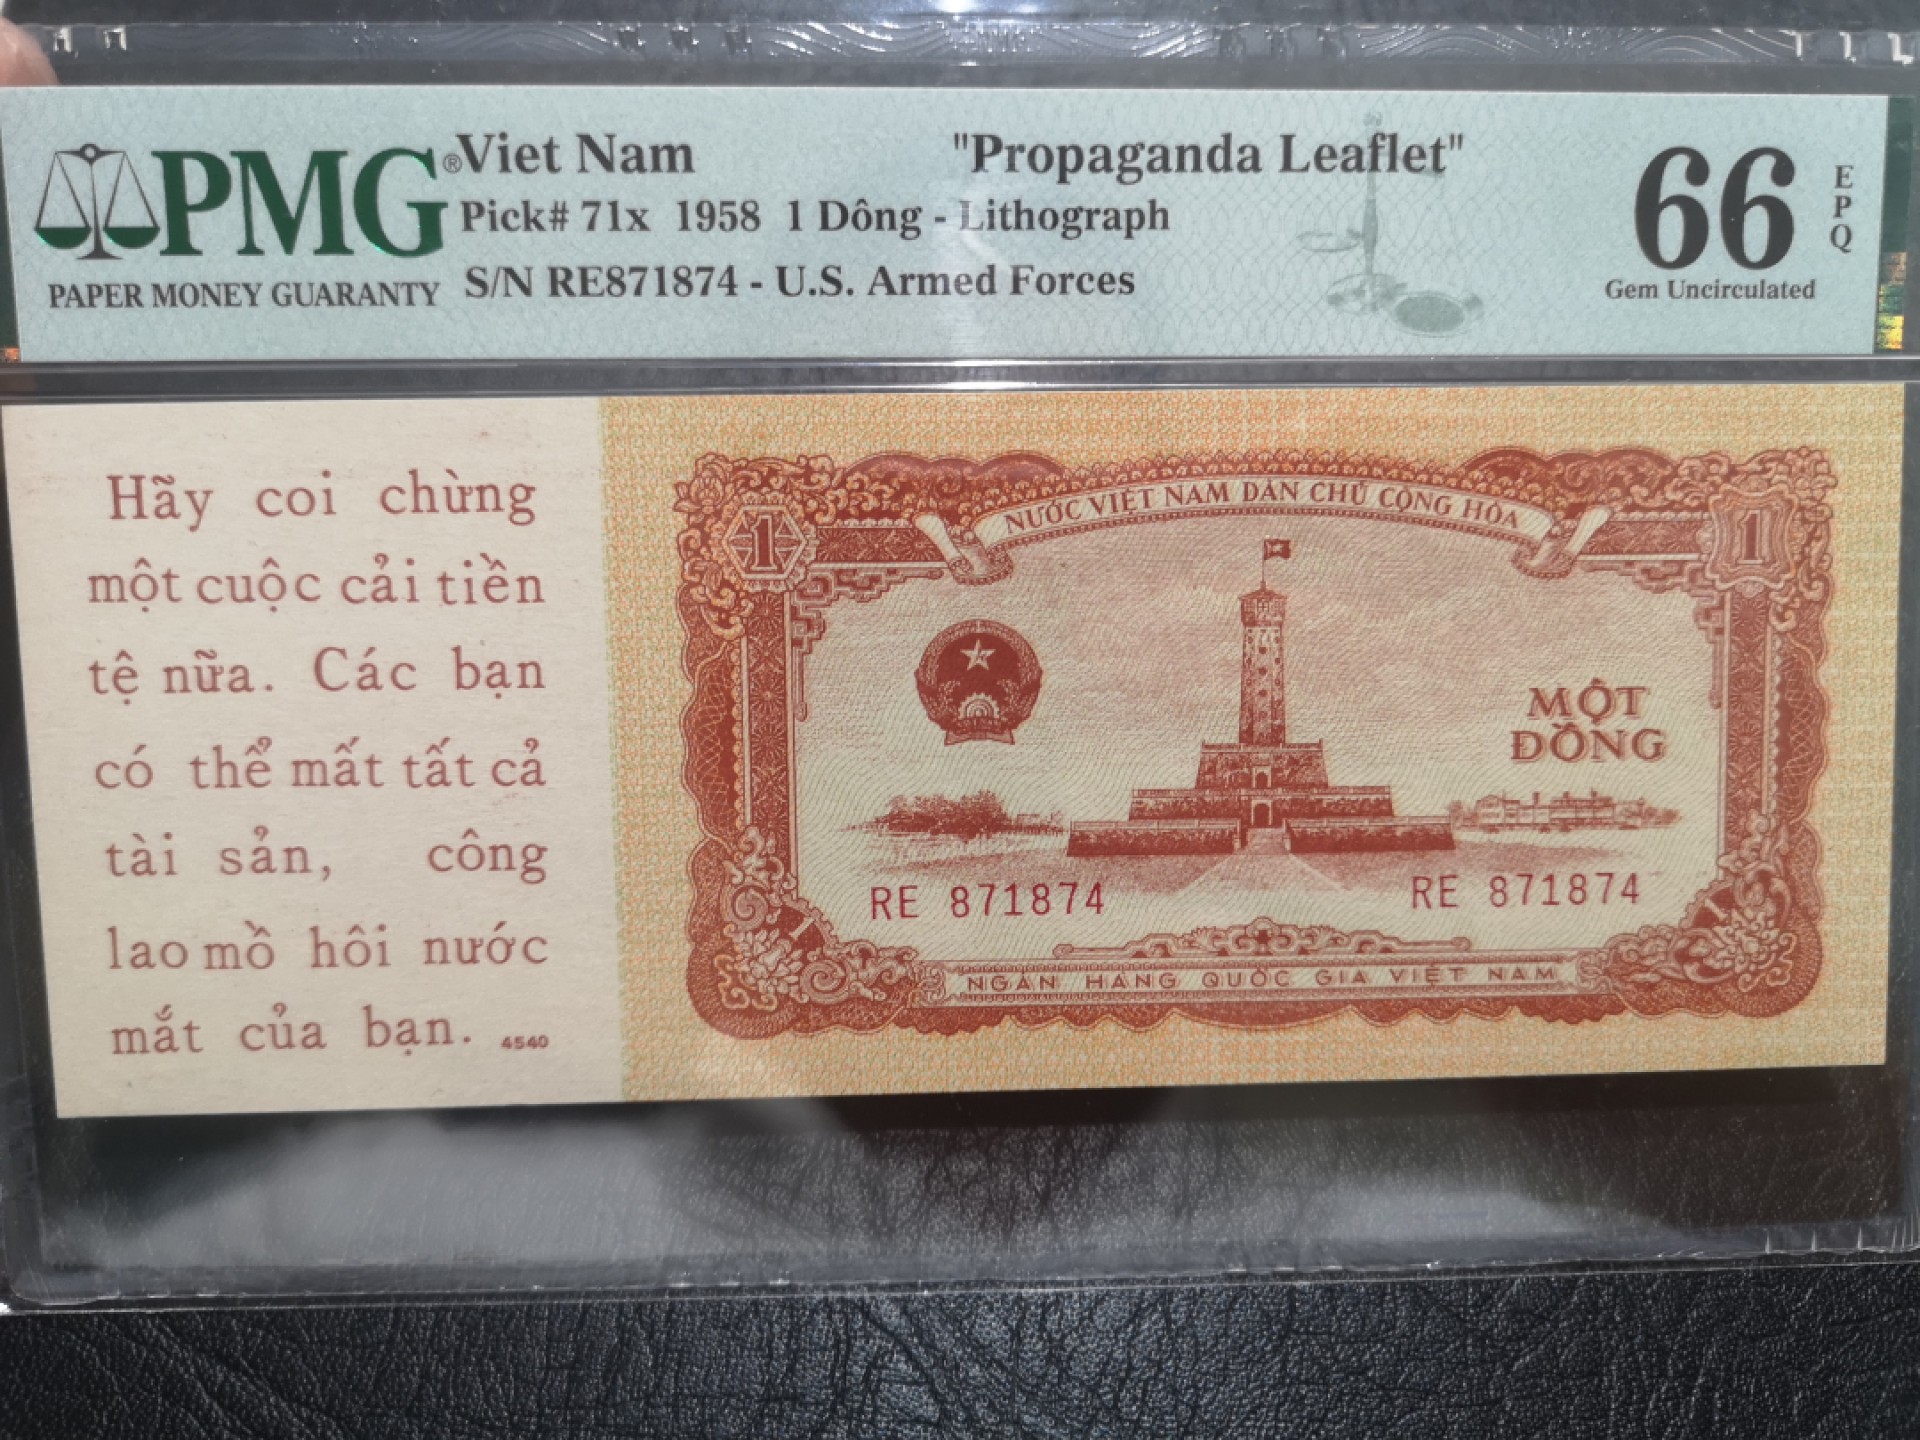 PMG®
PAPER MONEY GUARANTY
Viet Nam "Propaganda Leaflet"
Pick# 71x 1958 1 Dông - Lithograph
S/N RE871874 - U.S. Armed Forces
66 EPQ
Gem Uncirculated
Hãy coi chừng
một cuộc cải tiền
tệ nữa. Các bạn
có thể mất tất cả
tài sản, công
lao mồ hôi nước
mắt của bạn. 4540
NƯỚC VIỆT NAM DÂN CHỦ CỘNG HÒA
1 1
MỘT
ĐỒNG
RE 871874 RE 871874
1 1
NGÂN HÀNG QUỐC GIA VIỆT NAM